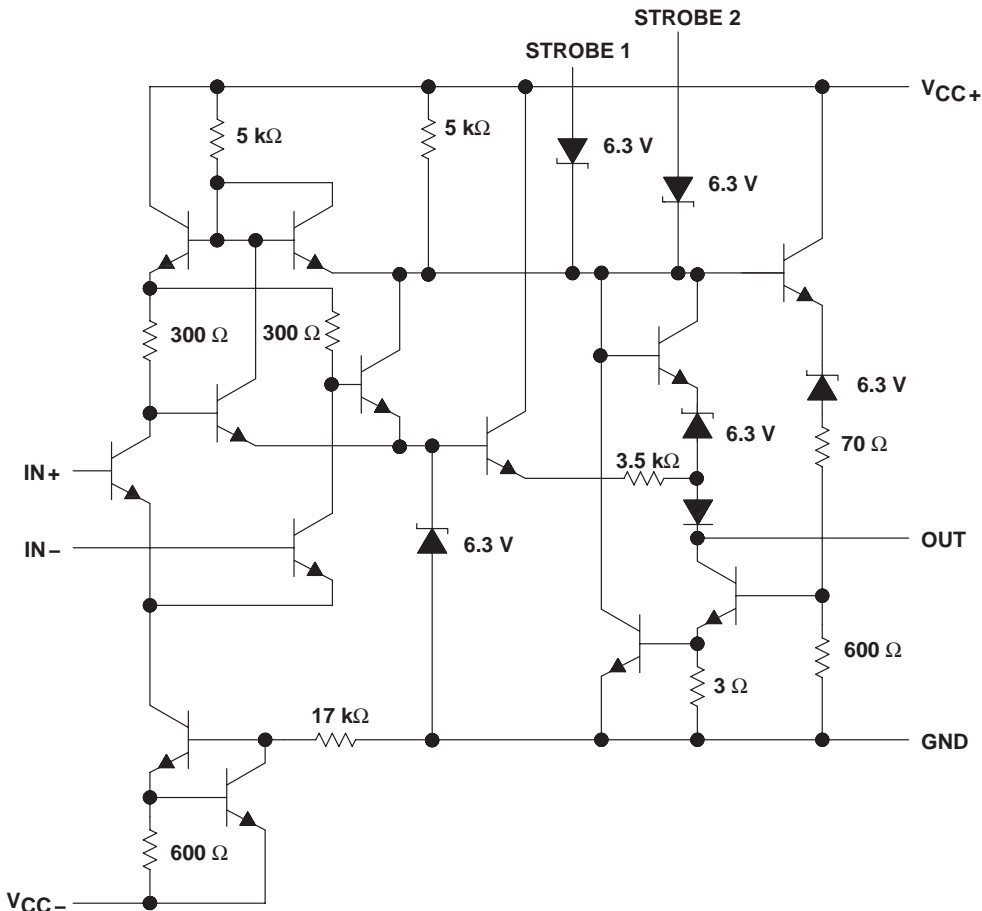 STROBE 2
STROBE 1
VCC+
5 kΩ
5 kΩ
6.3 V
6.3 V
300 Ω
300 Ω
6.3 V
6.3 V
70 Ω
3.5 kΩ
IN+
OUT
IN−
6.3 V
600 Ω
3 Ω
17 kΩ
GND
600 Ω
VCC−